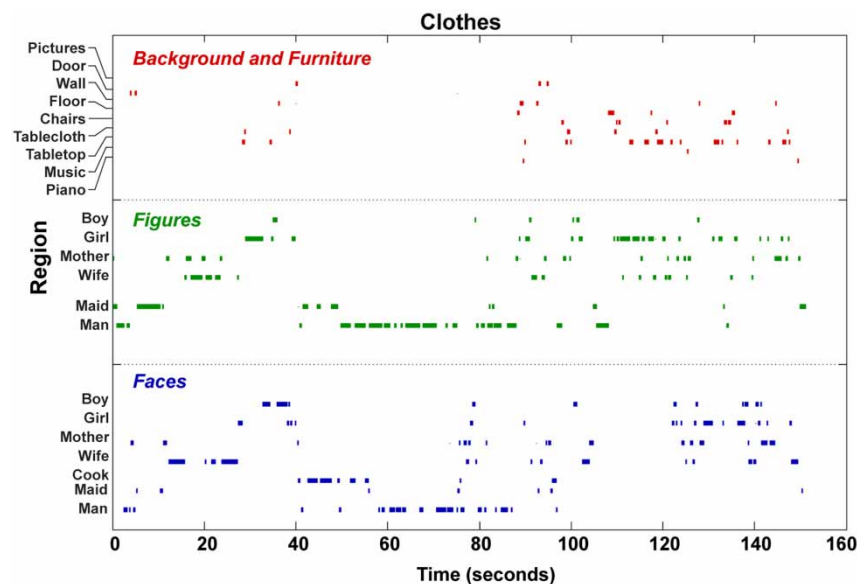 Clothes
Background and Furniture
Pictures
Door
Wall
Floor
Chairs
Tablecloth
Tabletop
Music
Piano
Figures
Boy
Girl
Mother
Wife
Maid
Man
Region
Faces
Boy
Girl
Mother
Wife
Cook
Maid
Man
0 20 40 60 80 100 120 140 160
Time (seconds)